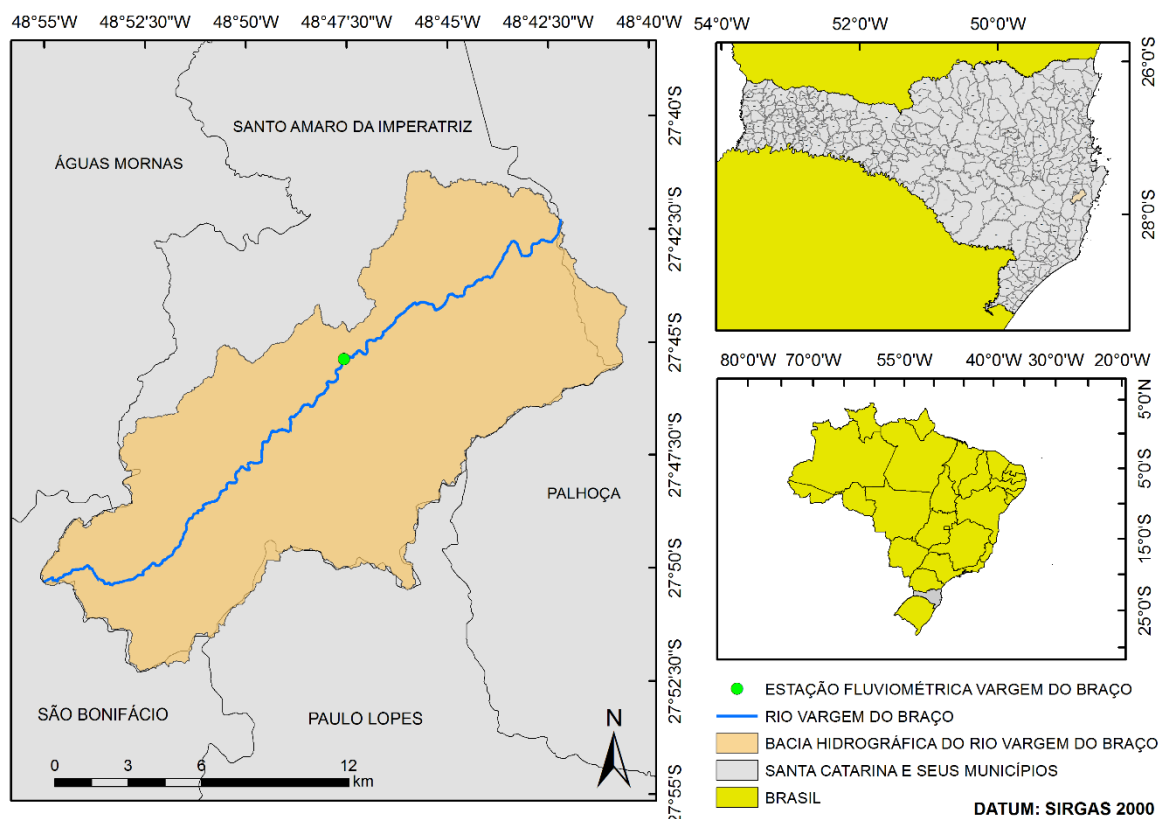 48°55'W 48°52'30"W 48°50'W 48°47'30"W 48°45'W 48°42'30"W 48°40'W
27°40'S
27°42'30"S
27°45'S
27°47'30"S
27°50'S
27°52'30"S
27°55'S
SANTO AMARO DA IMPERATRIZ
ÁGUAS MORNAS
PALHOÇA
SÃO BONIFÁCIO
PAULO LOPES
N
0 3 6 12
km
54°0'W 52°0'W 50°0'W
26°0'S
28°0'S
80°0'W 70°0'W 55°0'W 40°0'W 20°0'W
5°0'N
5°0'S
15°0'S
25°0'S
ESTAÇÃO FLUVIOMÉTRICA VARGEM DO BRAÇO
RIO VARGEM DO BRAÇO
BACIA HIDROGRÁFICA DO RIO VARGEM DO BRAÇO
SANTA CATARINA E SEUS MUNICÍPIOS
BRASIL
DATUM: SIRGAS 2000